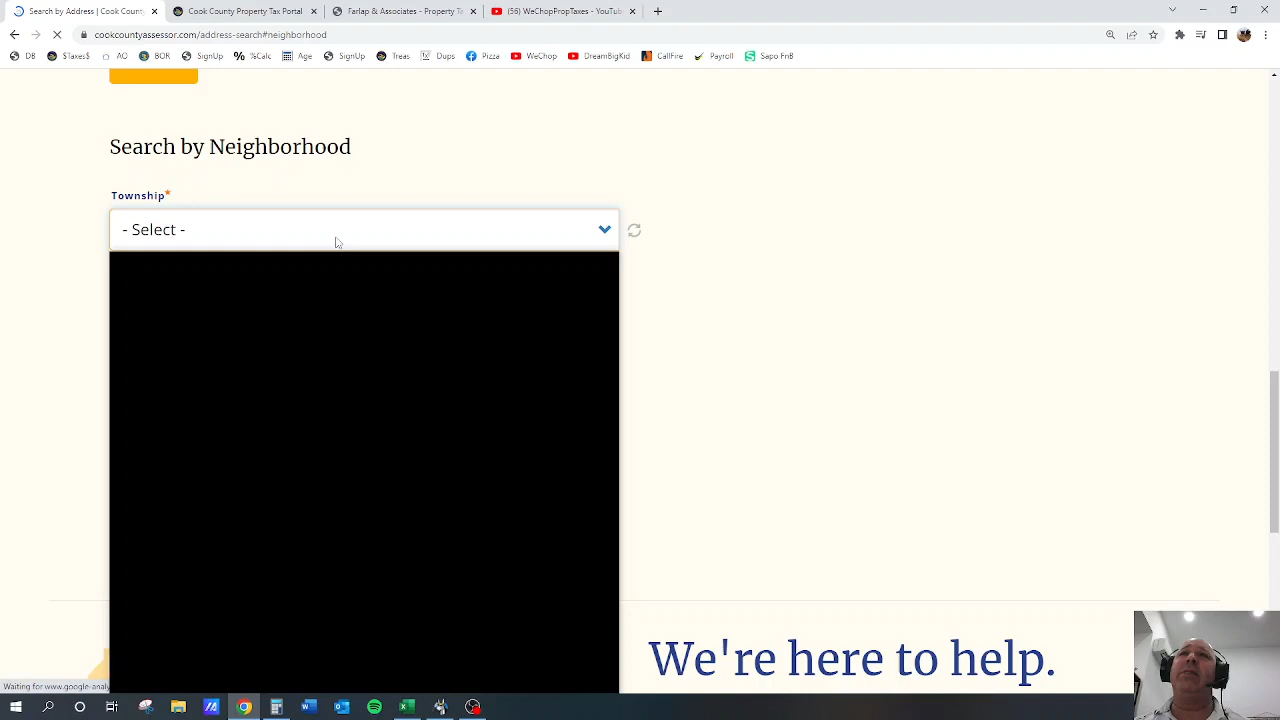 Search by Address | Cook County
Cook County Property Tax Portal
Farlap & Associates - Property Ta
(56) WeChopPropTaxes - YouTube
cookcountyassessor.com/address-search#neighborhood
DB
$Taxes$
AO
BOR
SignUp
%Calc
Age
SignUp
Treas
Dups
Pizza
WeChop
DreamBigKid
CallFire
Payroll
Sapo FnB
Search by Neighborhood
Township*
- Select -
We're here to help.
Waiting for www.google-analy